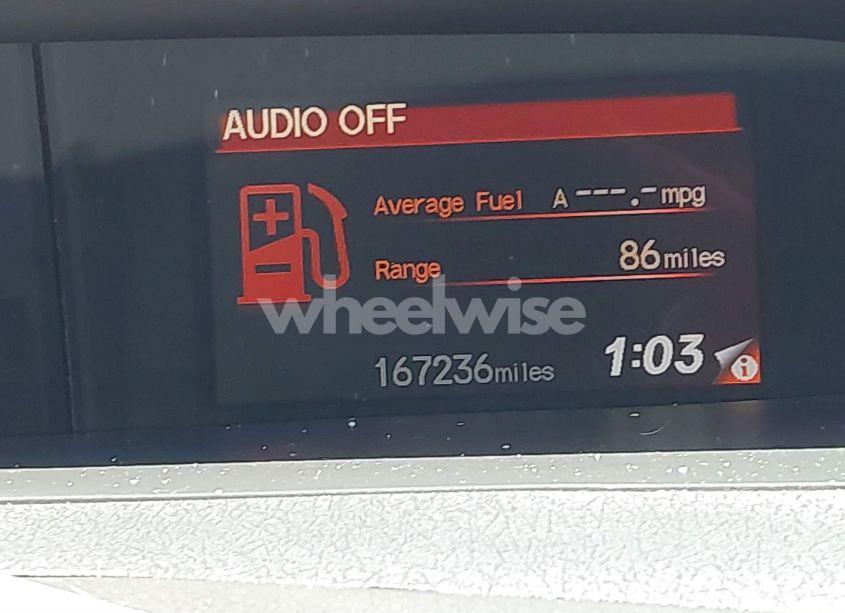 AUDIO OFF
Average Fuel A ---.- mpg
Range 86 miles
wheelwise
167236 miles 1:03
i